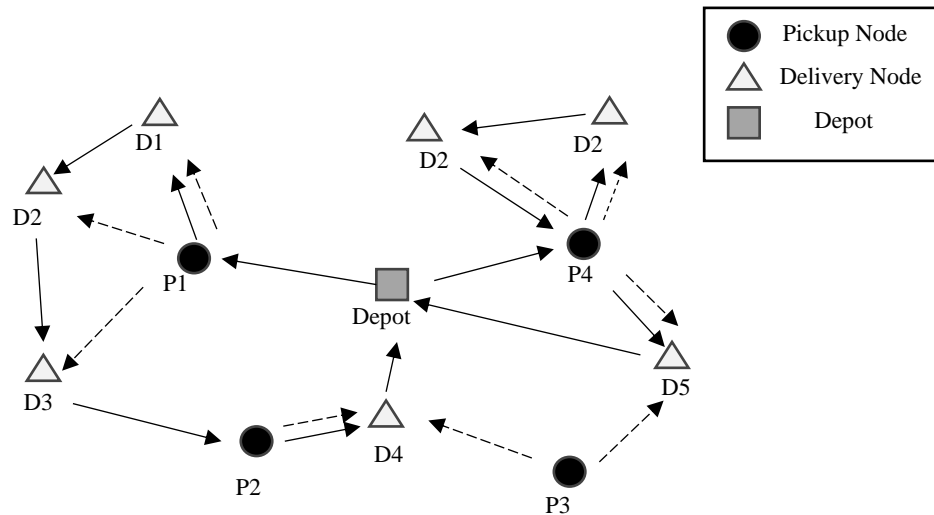 Pickup Node
Delivery Node
Depot
D1
D2
D2
D2
P1
P4
Depot
D3
D5
D4
P2
P3